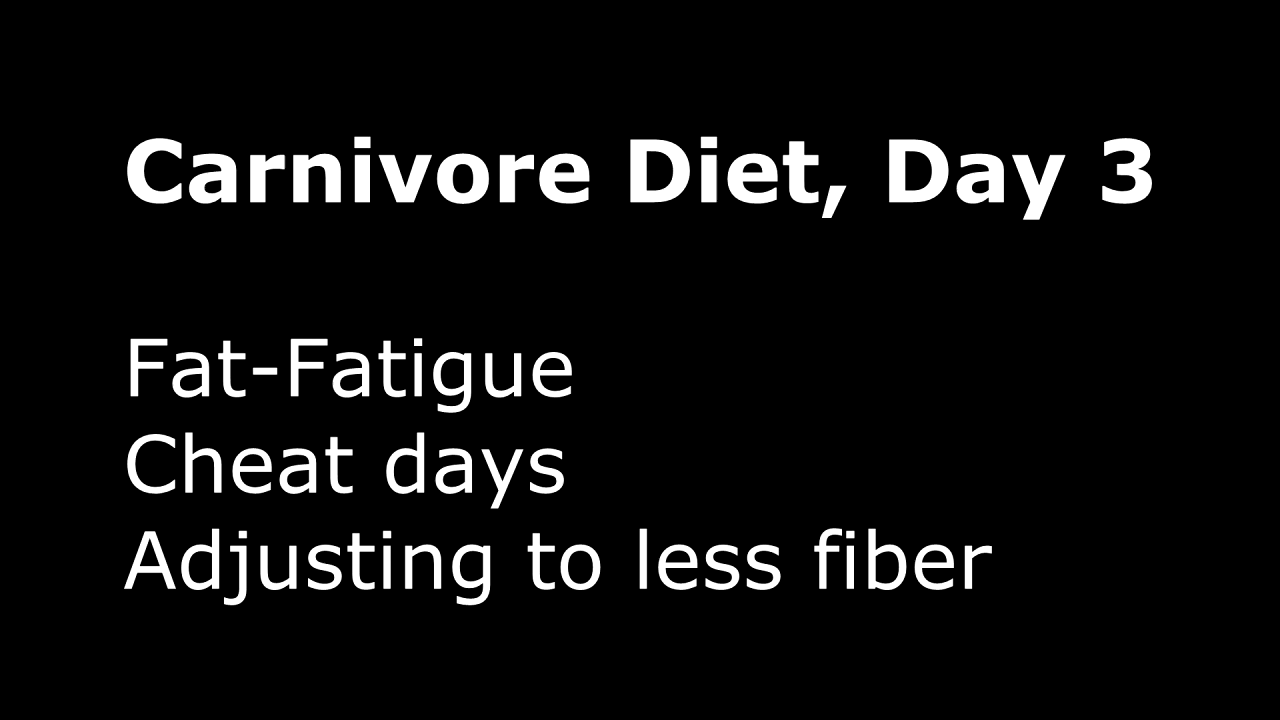 Carnivore Diet, Day 3
Fat-Fatigue
Cheat days
Adjusting to less fiber